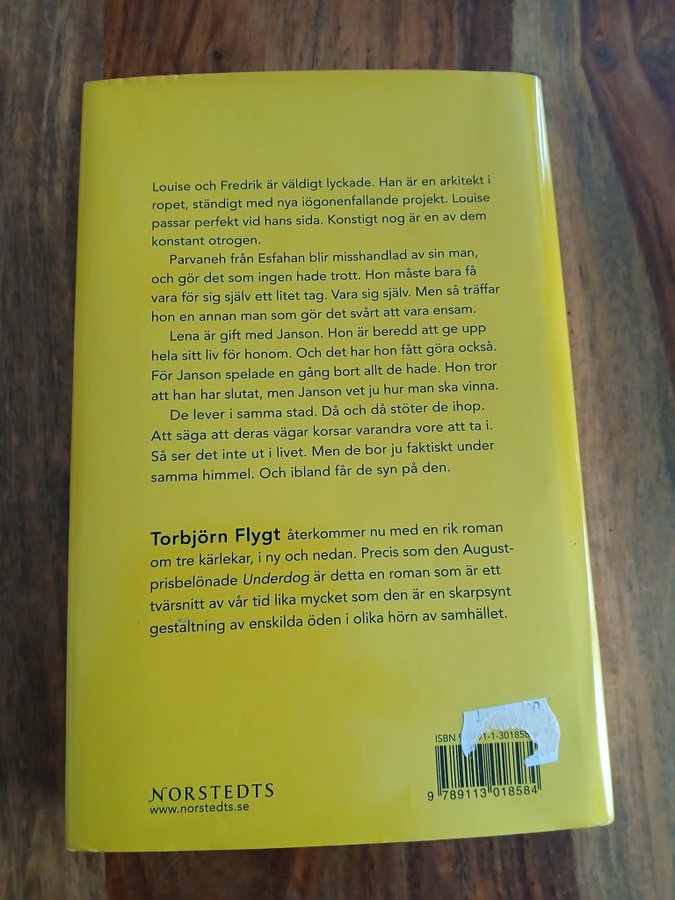 Louise och Fredrik är väldigt lyckade. Han är en arkitekt i
ropet, ständigt med nya iögonenfallande projekt. Louise
passar perfekt vid hans sida. Konstigt nog är en av dem
konstant otrogen.
Parvaneh från Esfahan blir misshandlad av sin man,
och gör det som ingen hade trott. Hon måste bara få
vara för sig själv ett litet tag. Vara sig själv. Men så träffar
hon en annan man som gör det svårt att vara ensam.
Lena är gift med Janson. Hon är beredd att ge upp
hela sitt liv för honom. Och det har hon fått göra också.
För Janson spelade en gång bort allt de hade. Hon tror
att han har slutat, men Janson vet ju hur man ska vinna.
De lever i samma stad. Då och då stöter de ihop.
Att säga att deras vägar korsar varandra vore att ta i.
Så ser det inte ut i livet. Men de bor ju faktiskt under
samma himmel. Och ibland får de syn på den.
Torbjörn Flygt återkommer nu med en rik roman
om tre kärlekar, i ny och nedan. Precis som den August-
prisbelönade Underdog är detta en roman som är ett
tvärsnitt av vår tid lika mycket som den är en skarpsynt
gestaltning av enskilda öden i olika hörn av samhället.
ISBN 9 91-1-301858
9 789113 018584
NORSTEDTS
www.norstedts.se